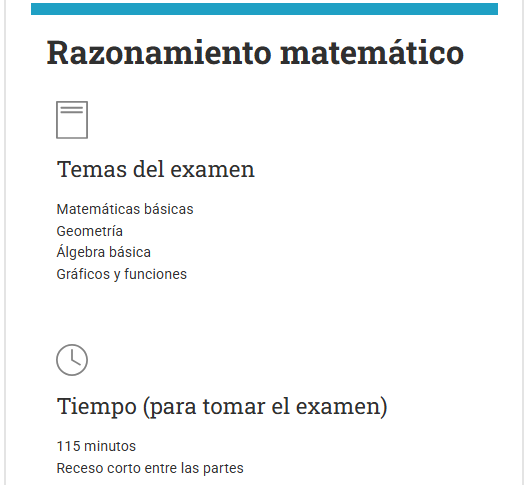 Razonamiento matemático
Temas del examen
Matemáticas básicas
Geometría
Álgebra básica
Gráficos y funciones
Tiempo (para tomar el examen)
115 minutos
Receso corto entre las partes